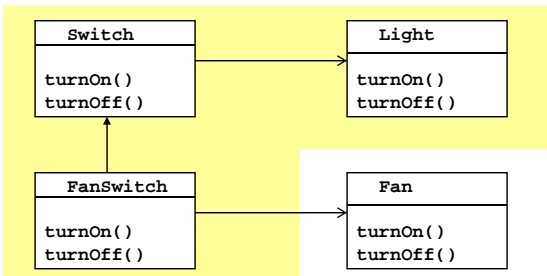 Switch
turnOn()
turnOff()
Light
turnOn()
turnOff()
FanSwitch
turnOn()
turnOff()
Fan
turnOn()
turnOff()